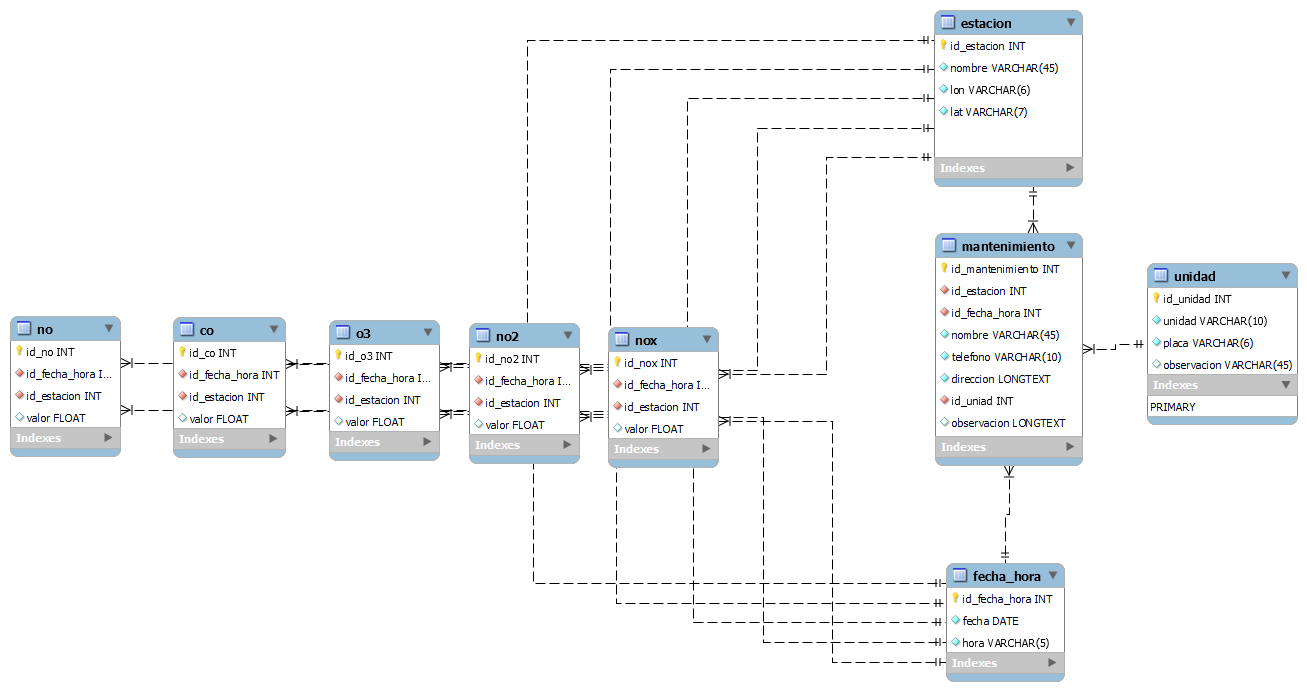 estacion
id_estacion INT
nombre VARCHAR(45)
lon VARCHAR(6)
lat VARCHAR(7)
Indexes
mantenimiento
id_mantenimiento INT
id_estacion INT
id_fecha_hora INT
nombre VARCHAR(45)
telefono VARCHAR(10)
direccion LONGTEXT
id_uniad INT
observacion LONGTEXT
Indexes
unidad
id_unidad INT
unidad VARCHAR(10)
placa VARCHAR(6)
observacion VARCHAR(45)
Indexes
PRIMARY
no
id_no INT
id_fecha_hora I...
id_estacion INT
valor FLOAT
Indexes
co
id_co INT
id_fecha_hora INT
id_estacion INT
valor FLOAT
Indexes
o3
id_o3 INT
id_fecha_hora I...
id_estacion INT
valor FLOAT
Indexes
no2
id_no2 INT
id_fecha_hora I...
id_estacion INT
valor FLOAT
Indexes
nox
id_nox INT
id_fecha_hora I...
id_estacion INT
valor FLOAT
Indexes
fecha_hora
id_fecha_hora INT
fecha DATE
hora VARCHAR(5)
Indexes